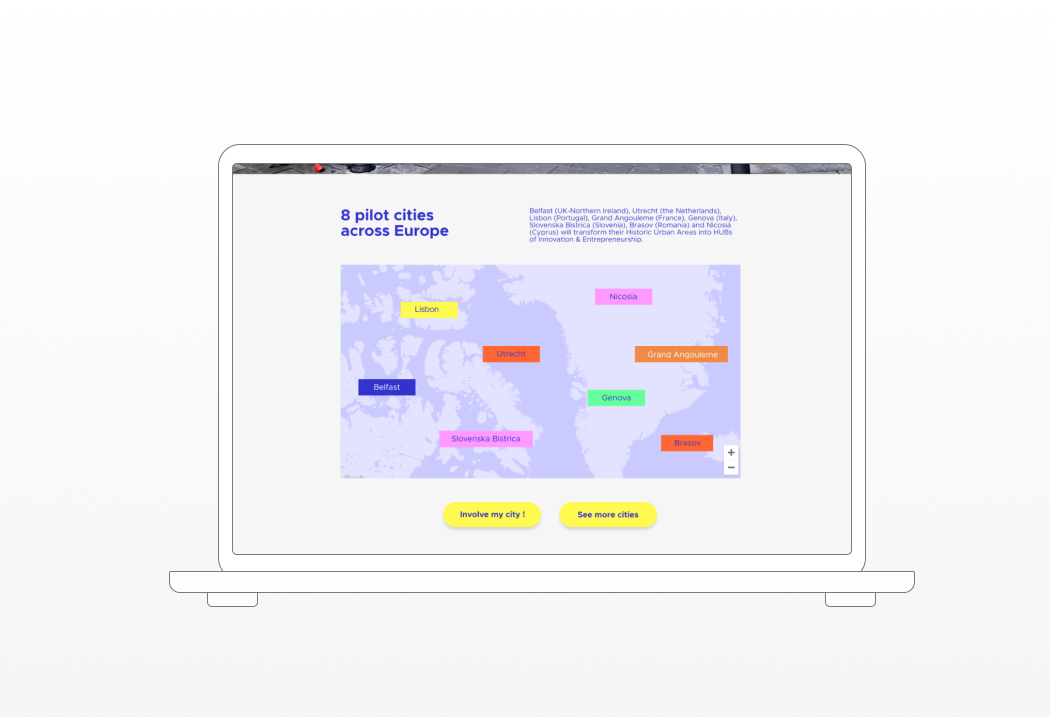 8 pilot cities
across Europe
Belfast (UK-Northern Ireland), Utrecht (the Netherlands),
Lisbon (Portugal), Grand Angouleme (France), Genova (Italy),
Slovenska Bistrica (Slovenia), Brasov (Romania) and Nicosia
(Cyprus) will transform their Historic Urban Areas into HUBs
of Innovation & Entrepreneurship.
Nicosia
Lisbon
Utrecht
Grand Angouleme
Belfast
Genova
Slovenska Bistrica
Brasov
+
−
Involve my city !
See more cities